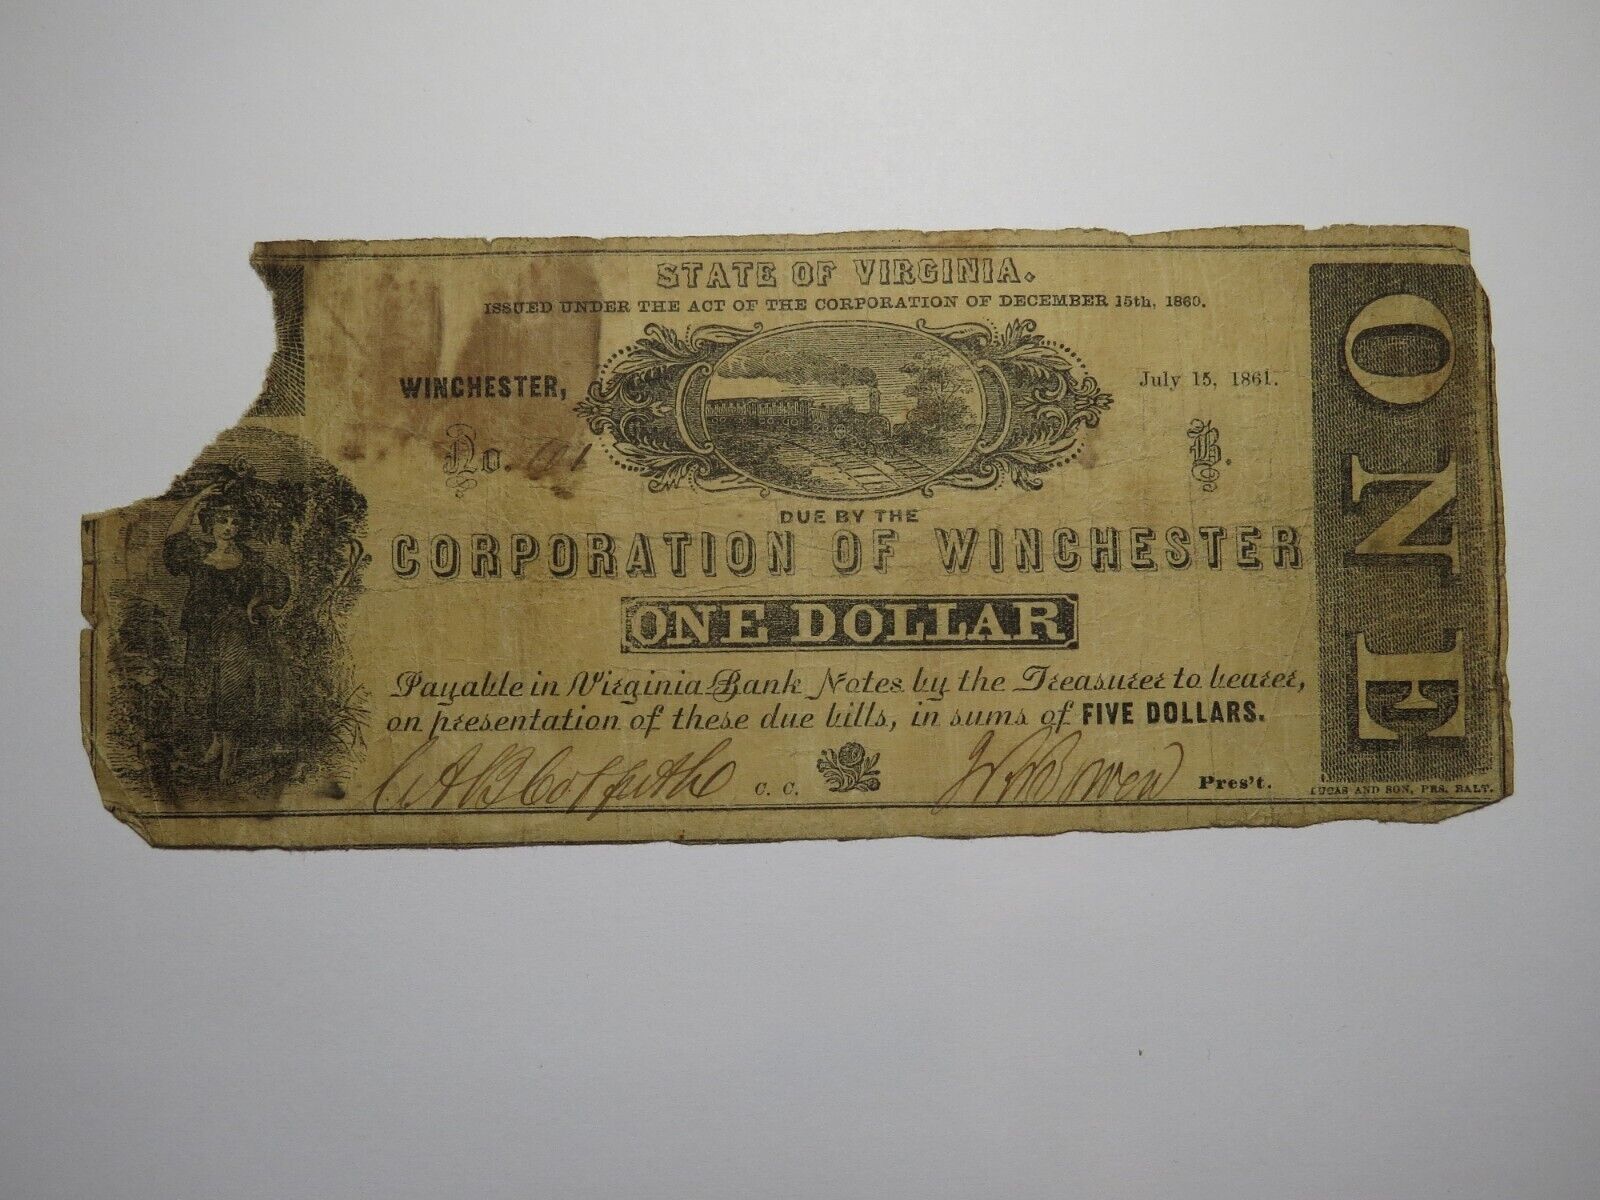 STATE OF VIRGINIA.
ISSUED UNDER THE ACT OF THE CORPORATION OF DECEMBER 15th, 1860.
WINCHESTER,
July 15, 1861.
No.
B.
DUE BY THE
CORPORATION OF WINCHESTER
ONE DOLLAR
Payable in Virginia Bank Notes by the Treasurer to bearer,
on presentation of these due bills, in sums of FIVE DOLLARS.
C. C.
Pres't.
LUCAS AND SON, PRS. BALT.
ONE